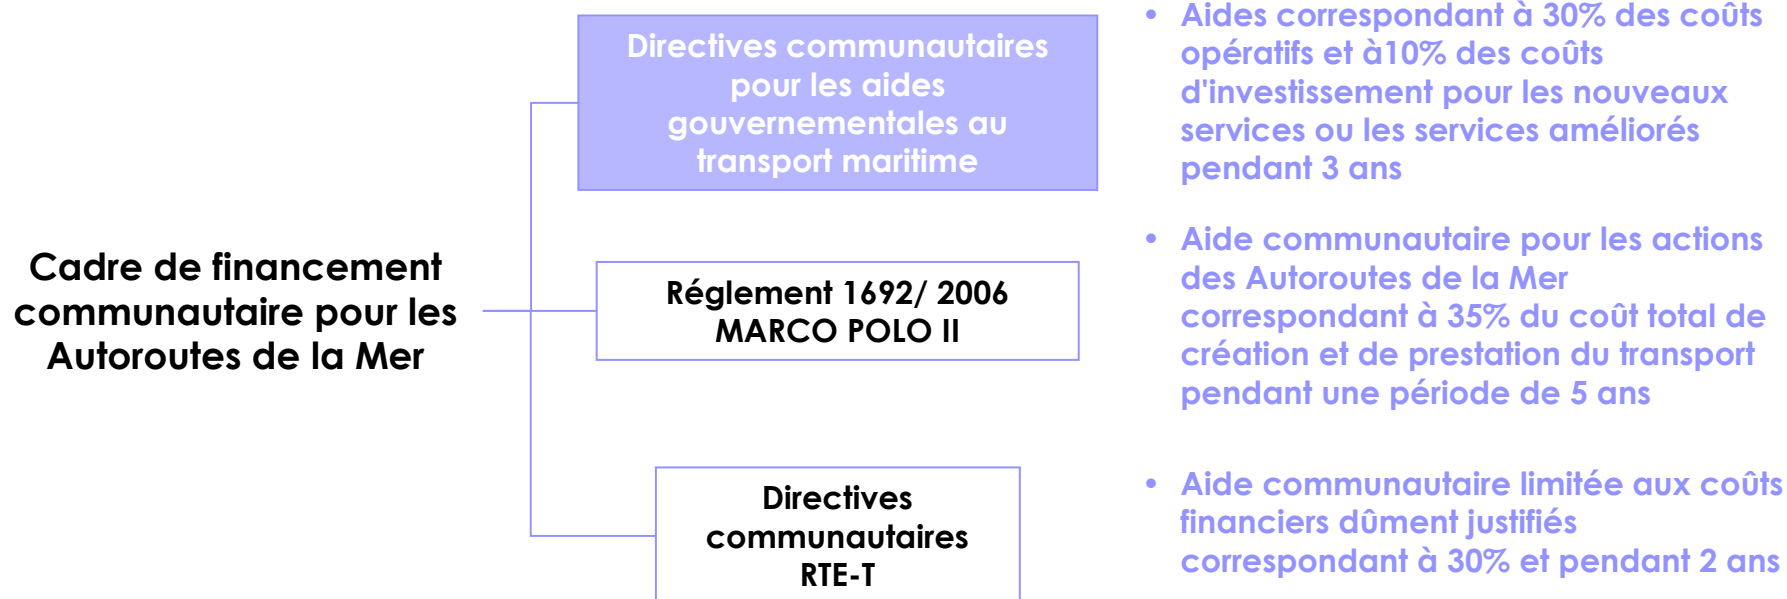 Cadre de financement
communautaire pour les
Autoroutes de la Mer
Directives communautaires
pour les aides
gouvernementales au
transport maritime
• Aides correspondant à 30% des coûts
opératifs et à10% des coûts
d'investissement pour les nouveaux
services ou les services améliorés
pendant 3 ans
Réglement 1692/ 2006
MARCO POLO II
• Aide communautaire pour les actions
des Autoroutes de la Mer
correspondant à 35% du coût total de
création et de prestation du transport
pendant une période de 5 ans
Directives
communautaires
RTE-T
• Aide communautaire limitée aux coûts
financiers dûment justifiés
correspondant à 30% et pendant 2 ans